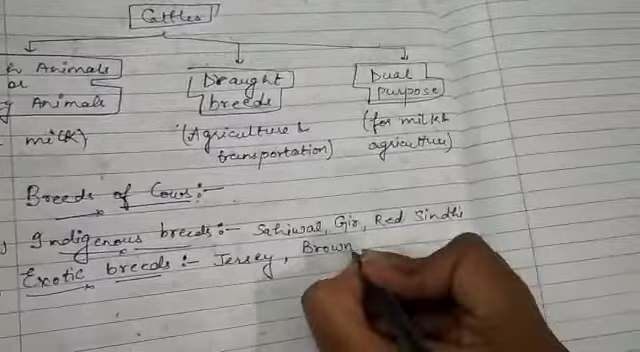 Cattles
Animals
or
Animals
Draught
breeds
Dual
purpose
milk)
(Agriculture &
transportation)
(for milk &
agriculture)
Breeds of Cows:-
Indigenous breeds:- Sahiwal, Gir, Red Sindhi
Exotic breeds:- Jersey, Brown